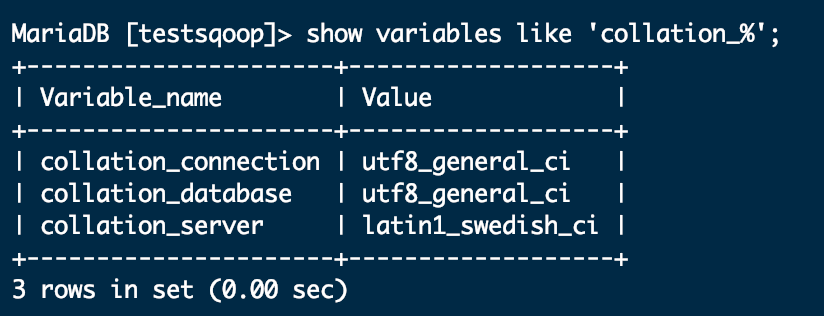 MariaDB [testsqoop]> show variables like 'collation_%';
+----------------------+-------------------+
| Variable_name        | Value             |
+----------------------+-------------------+
| collation_connection | utf8_general_ci   |
| collation_database   | utf8_general_ci   |
| collation_server     | latin1_swedish_ci |
+----------------------+-------------------+
3 rows in set (0.00 sec)